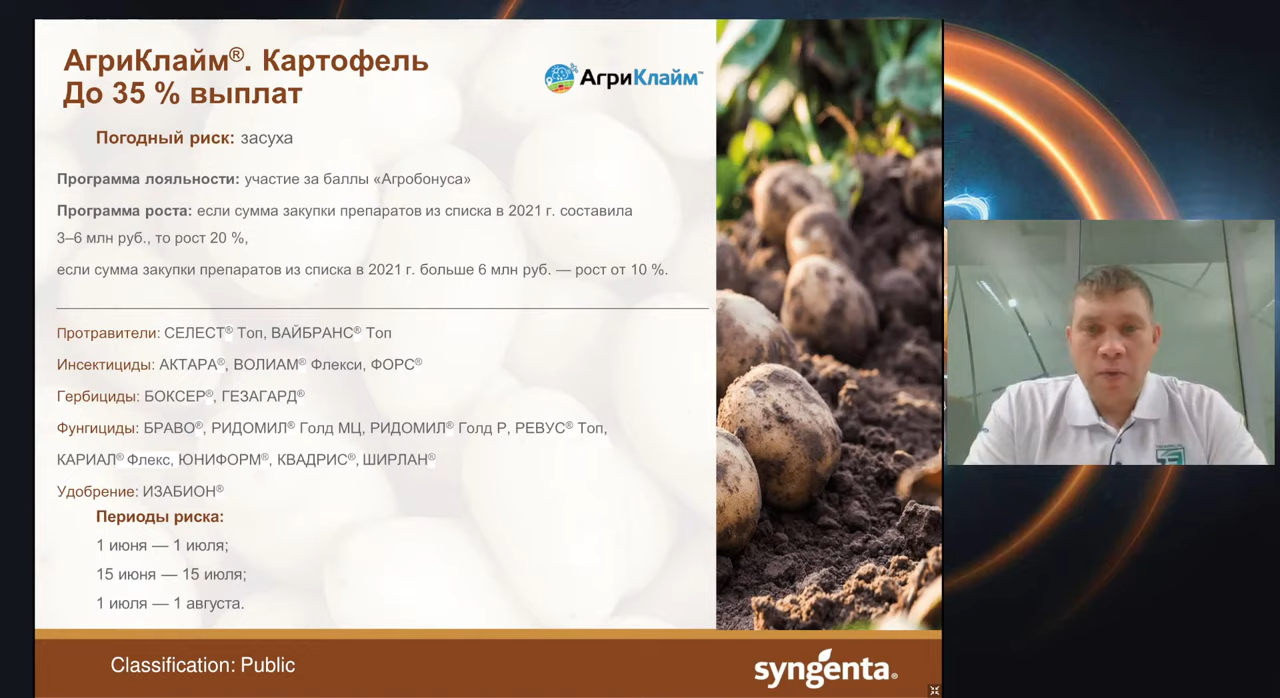 АгриКлайм®. Картофель
До 35 % выплат
АгриКлайм™
Погодный риск: засуха
Программа лояльности: участие за баллы «Агробонуса»
Программа роста: если сумма закупки препаратов из списка в 2021 г. составила
3–6 млн руб., то рост 20 %,
если сумма закупки препаратов из списка в 2021 г. больше 6 млн руб. — рост от 10 %.
Протравители: СЕЛЕСТ® Топ, ВАЙБРАНС® Топ
Инсектициды: АКТАРА®, ВОЛИАМ® Флекси, ФОРС®
Гербициды: БОКСЕР®, ГЕЗАГАРД®
Фунгициды: БРАВО®, РИДОМИЛ® Голд МЦ, РИДОМИЛ® Голд Р, РЕВУС® Топ,
КАРИАЛ® Флекс, ЮНИФОРМ®, КВАДРИС®, ШИРЛАН®
Удобрение: ИЗАБИОН®
Периоды риска:
1 июня — 1 июля;
15 июня — 15 июля;
1 июля — 1 августа.
Classification: Public
syngenta®